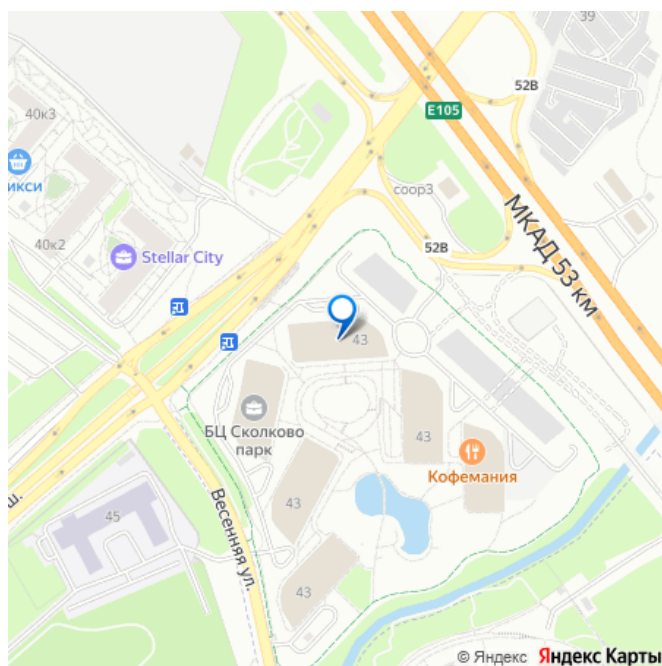 39
52В
40к3
E105
соор3
икси
МКАД 53 км
40к2
Stellar City
52В
43
БЦ Сколково
парк
43
Кофемания
ш.
45
Весенняя ул.
43
43
© Яндекс Яндекс Карты